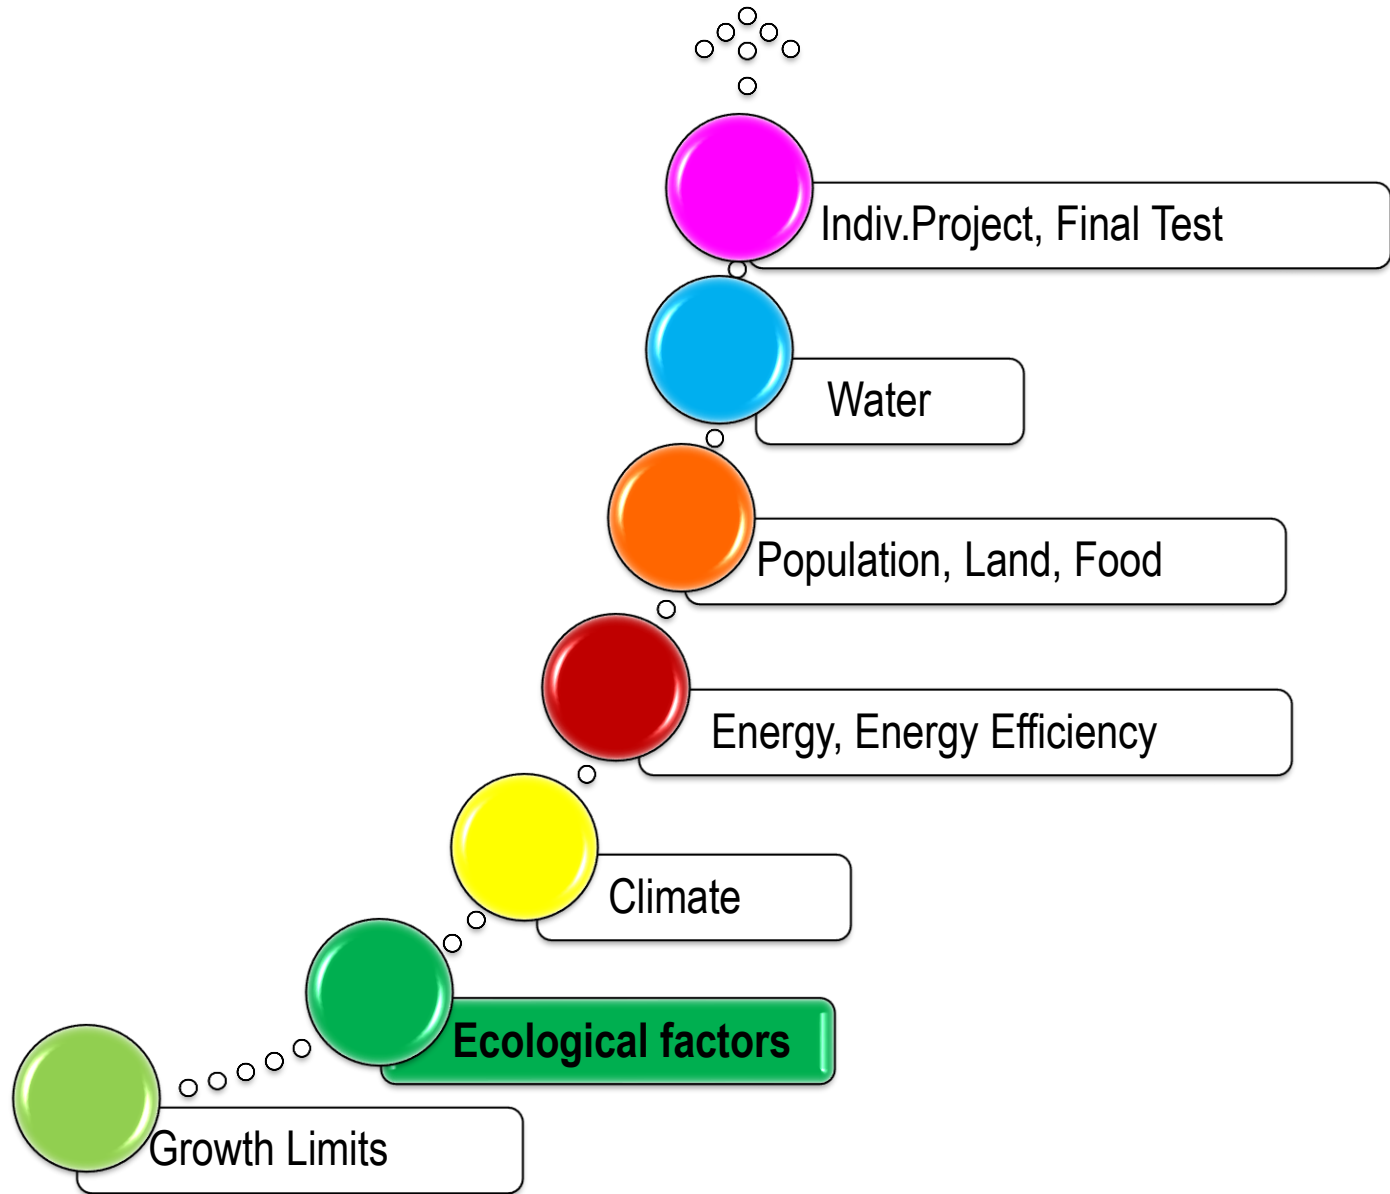 Indiv.Project, Final Test
Water
Population, Land, Food
Energy, Energy Efficiency
Climate
Ecological factors
Growth Limits